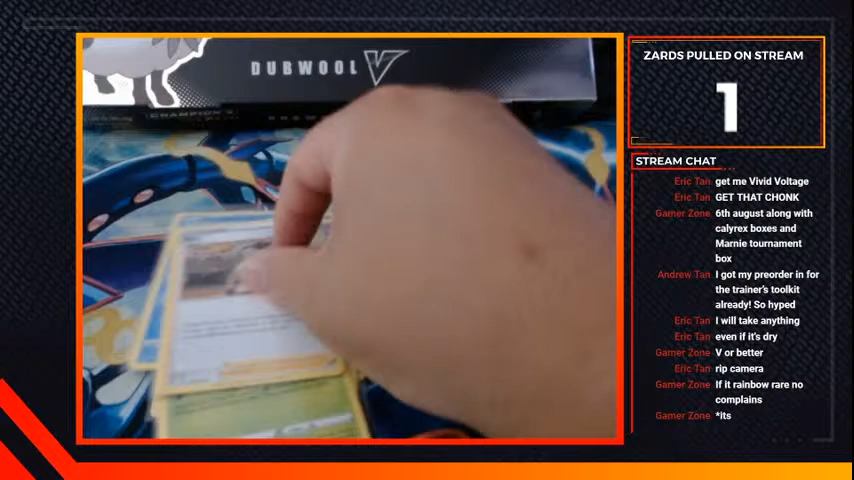 DUBWOOL V
CHAMPION'S
ZARDS PULLED ON STREAM
1
STREAM CHAT
Eric Tan get me Vivid Voltage
Eric Tan GET THAT CHONK
Gamer Zone 6th august along with
calyrex boxes and
Marnie tournament
box
Andrew Tan I got my preorder in for
the trainer's toolkit
already! So hyped
Eric Tan I will take anything
Eric Tan even if it's dry
Gamer Zone V or better
Eric Tan rip camera
Gamer Zone If it rainbow rare no
complains
Gamer Zone *its